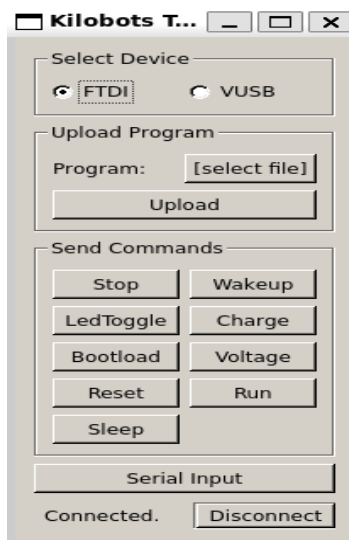 Kilobots T...
Select Device
FTDI VUSB
Upload Program
Program: [select file]
Upload
Send Commands
Stop Wakeup
LedToggle Charge
Bootload Voltage
Reset Run
Sleep
Serial Input
Connected. Disconnect